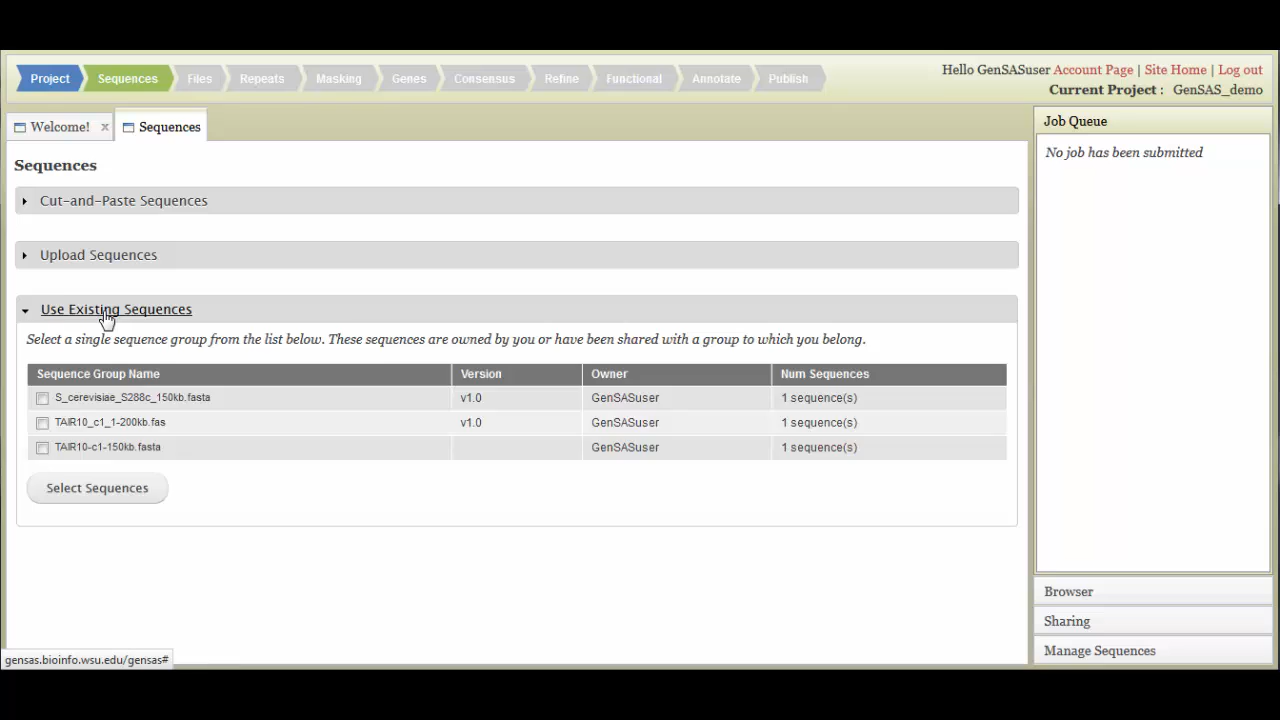 Project Sequences Files Repeats Masking Genes Consensus Refine Functional Annotate Publish
Hello GenSASuser Account Page | Site Home | Log out
Current Project : GenSAS_demo
Welcome! x Sequences
Sequences
Cut-and-Paste Sequences
Upload Sequences
Use Existing Sequences
Select a single sequence group from the list below. These sequences are owned by you or have been shared with a group to which you belong.
Sequence Group Name Version Owner Num Sequences
S_cerevisiae_S288c_150kb.fasta v1.0 GenSASuser 1 sequence(s)
TAIR10_c1_1-200kb.fas v1.0 GenSASuser 1 sequence(s)
TAIR10-c1-150kb.fasta GenSASuser 1 sequence(s)
Select Sequences
Job Queue
No job has been submitted
Browser
Sharing
Manage Sequences
gensas.bioinfo.wsu.edu/gensas#